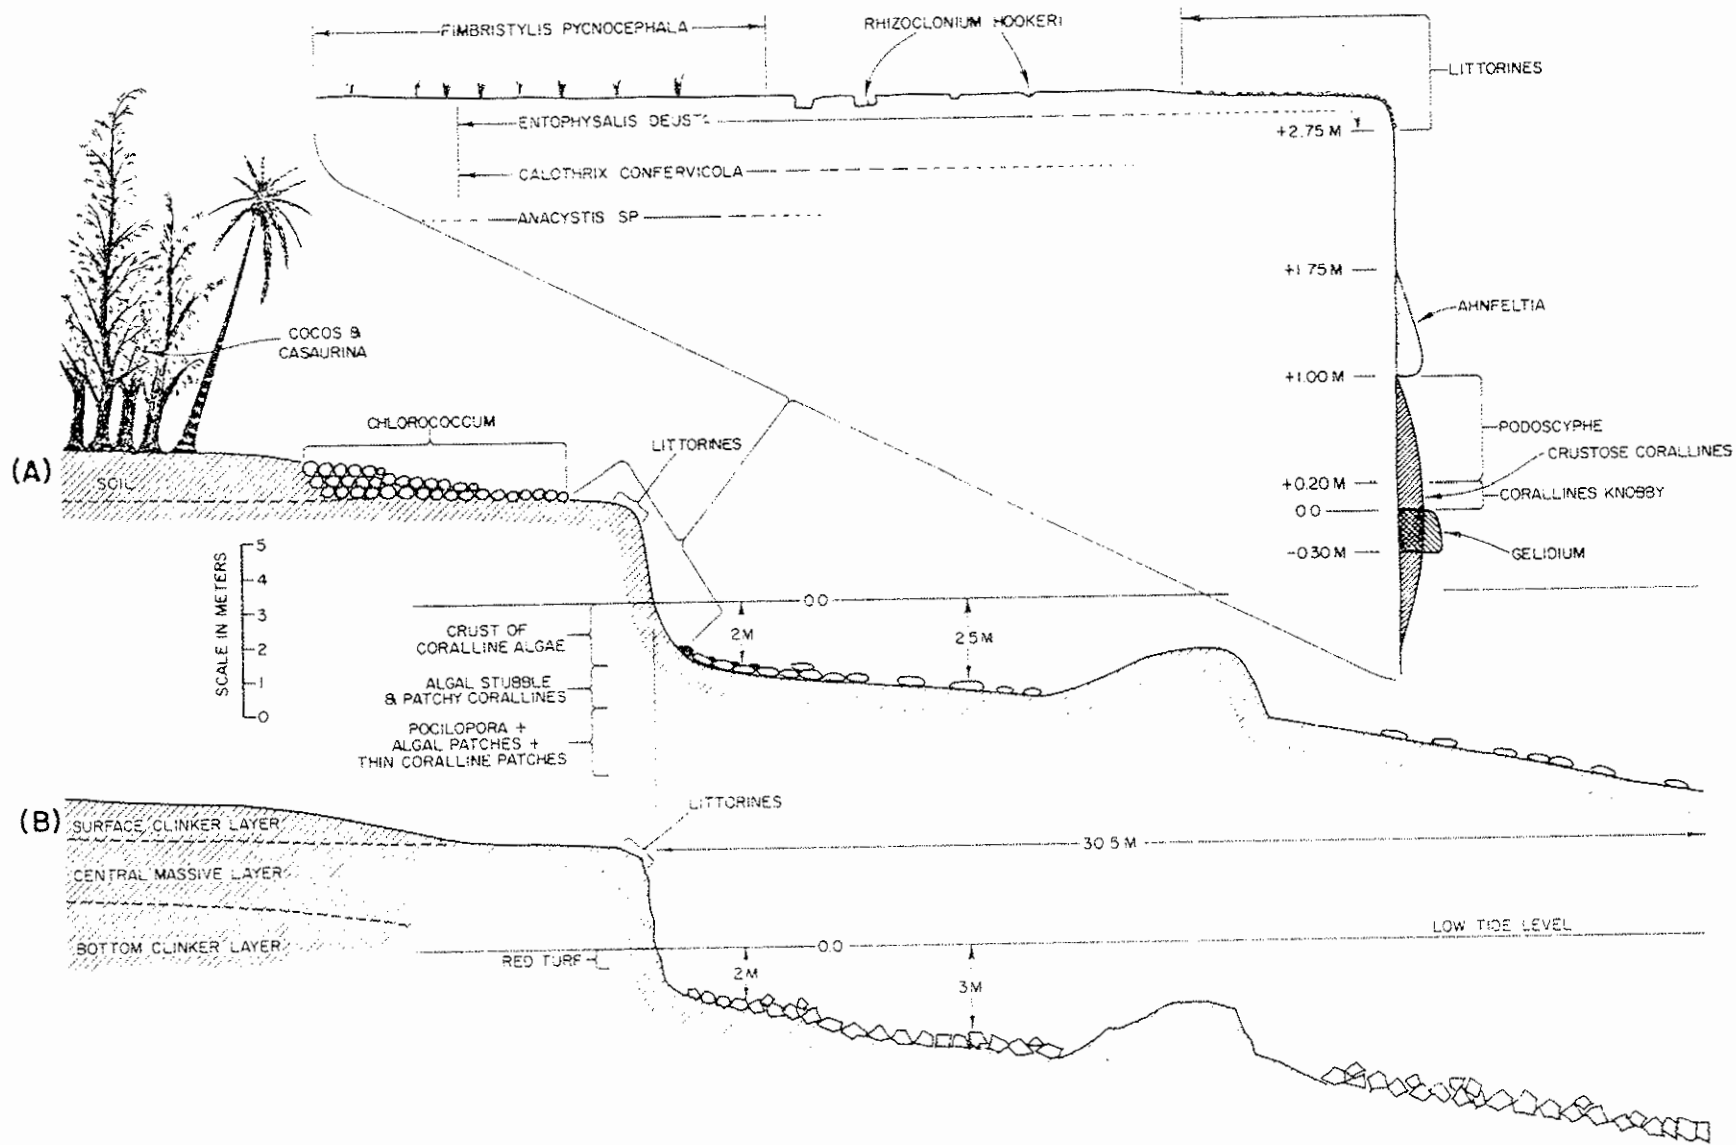 FIMBRISTYLIS PYCNOCEPHALA
RHIZOCLONIUM HOOKERI
LITTORINES
ENTOPHYSALIS DEUSTA
+2.75 M
CALOTHRIX CONFERVICOLA
ANACYSTIS SP
+1.75 M
AHNFELTIA
COCOS &
CASAURINA
+1.00 M
CHLOROCOCCUM
LITTORINES
PODOSCYPHE
CRUSTOSE CORALLINES
(A)
SOIL
+0.20 M
CORALLINES KNOBBY
0.0
-0.30 M
GELIDIUM
SCALE IN METERS
5
4
3
2
1
0
0.0
CRUST OF
CORALLINE ALGAE
2M
2.5 M
ALGAL STUBBLE
& PATCHY CORALLINES
POCILOPORA +
ALGAL PATCHES +
THIN CORALLINE PATCHES
LITTORINES
(B)
SURFACE CLINKER LAYER
30.5 M
CENTRAL MASSIVE LAYER
BOTTOM CLINKER LAYER
LOW TIDE LEVEL
0.0
RED TURF
2 M
3M